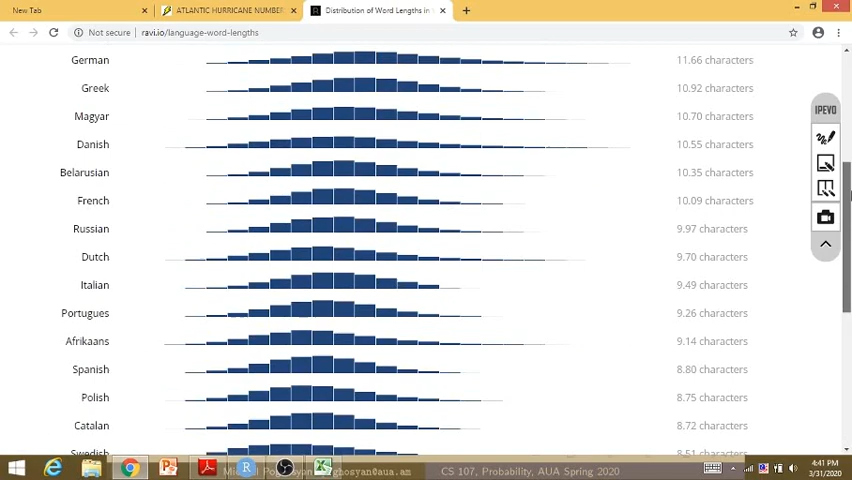 New Tab
ATLANTIC HURRICANE NUMBER
Distribution of Word Lengths in
Not secure | ravi.io/language-word-lengths
German 11.66 characters
Greek 10.92 characters
Magyar 10.70 characters
Danish 10.55 characters
Belarusian 10.35 characters
French 10.09 characters
Russian 9.97 characters
Dutch 9.70 characters
Italian 9.49 characters
Portugues 9.26 characters
Afrikaans 9.14 characters
Spanish 8.80 characters
Polish 8.75 characters
Catalan 8.72 characters
Swedish 8.51 characters
IPEVO
CS 107, Probability, AUA Spring 2020
4:41 PM
3/31/2020